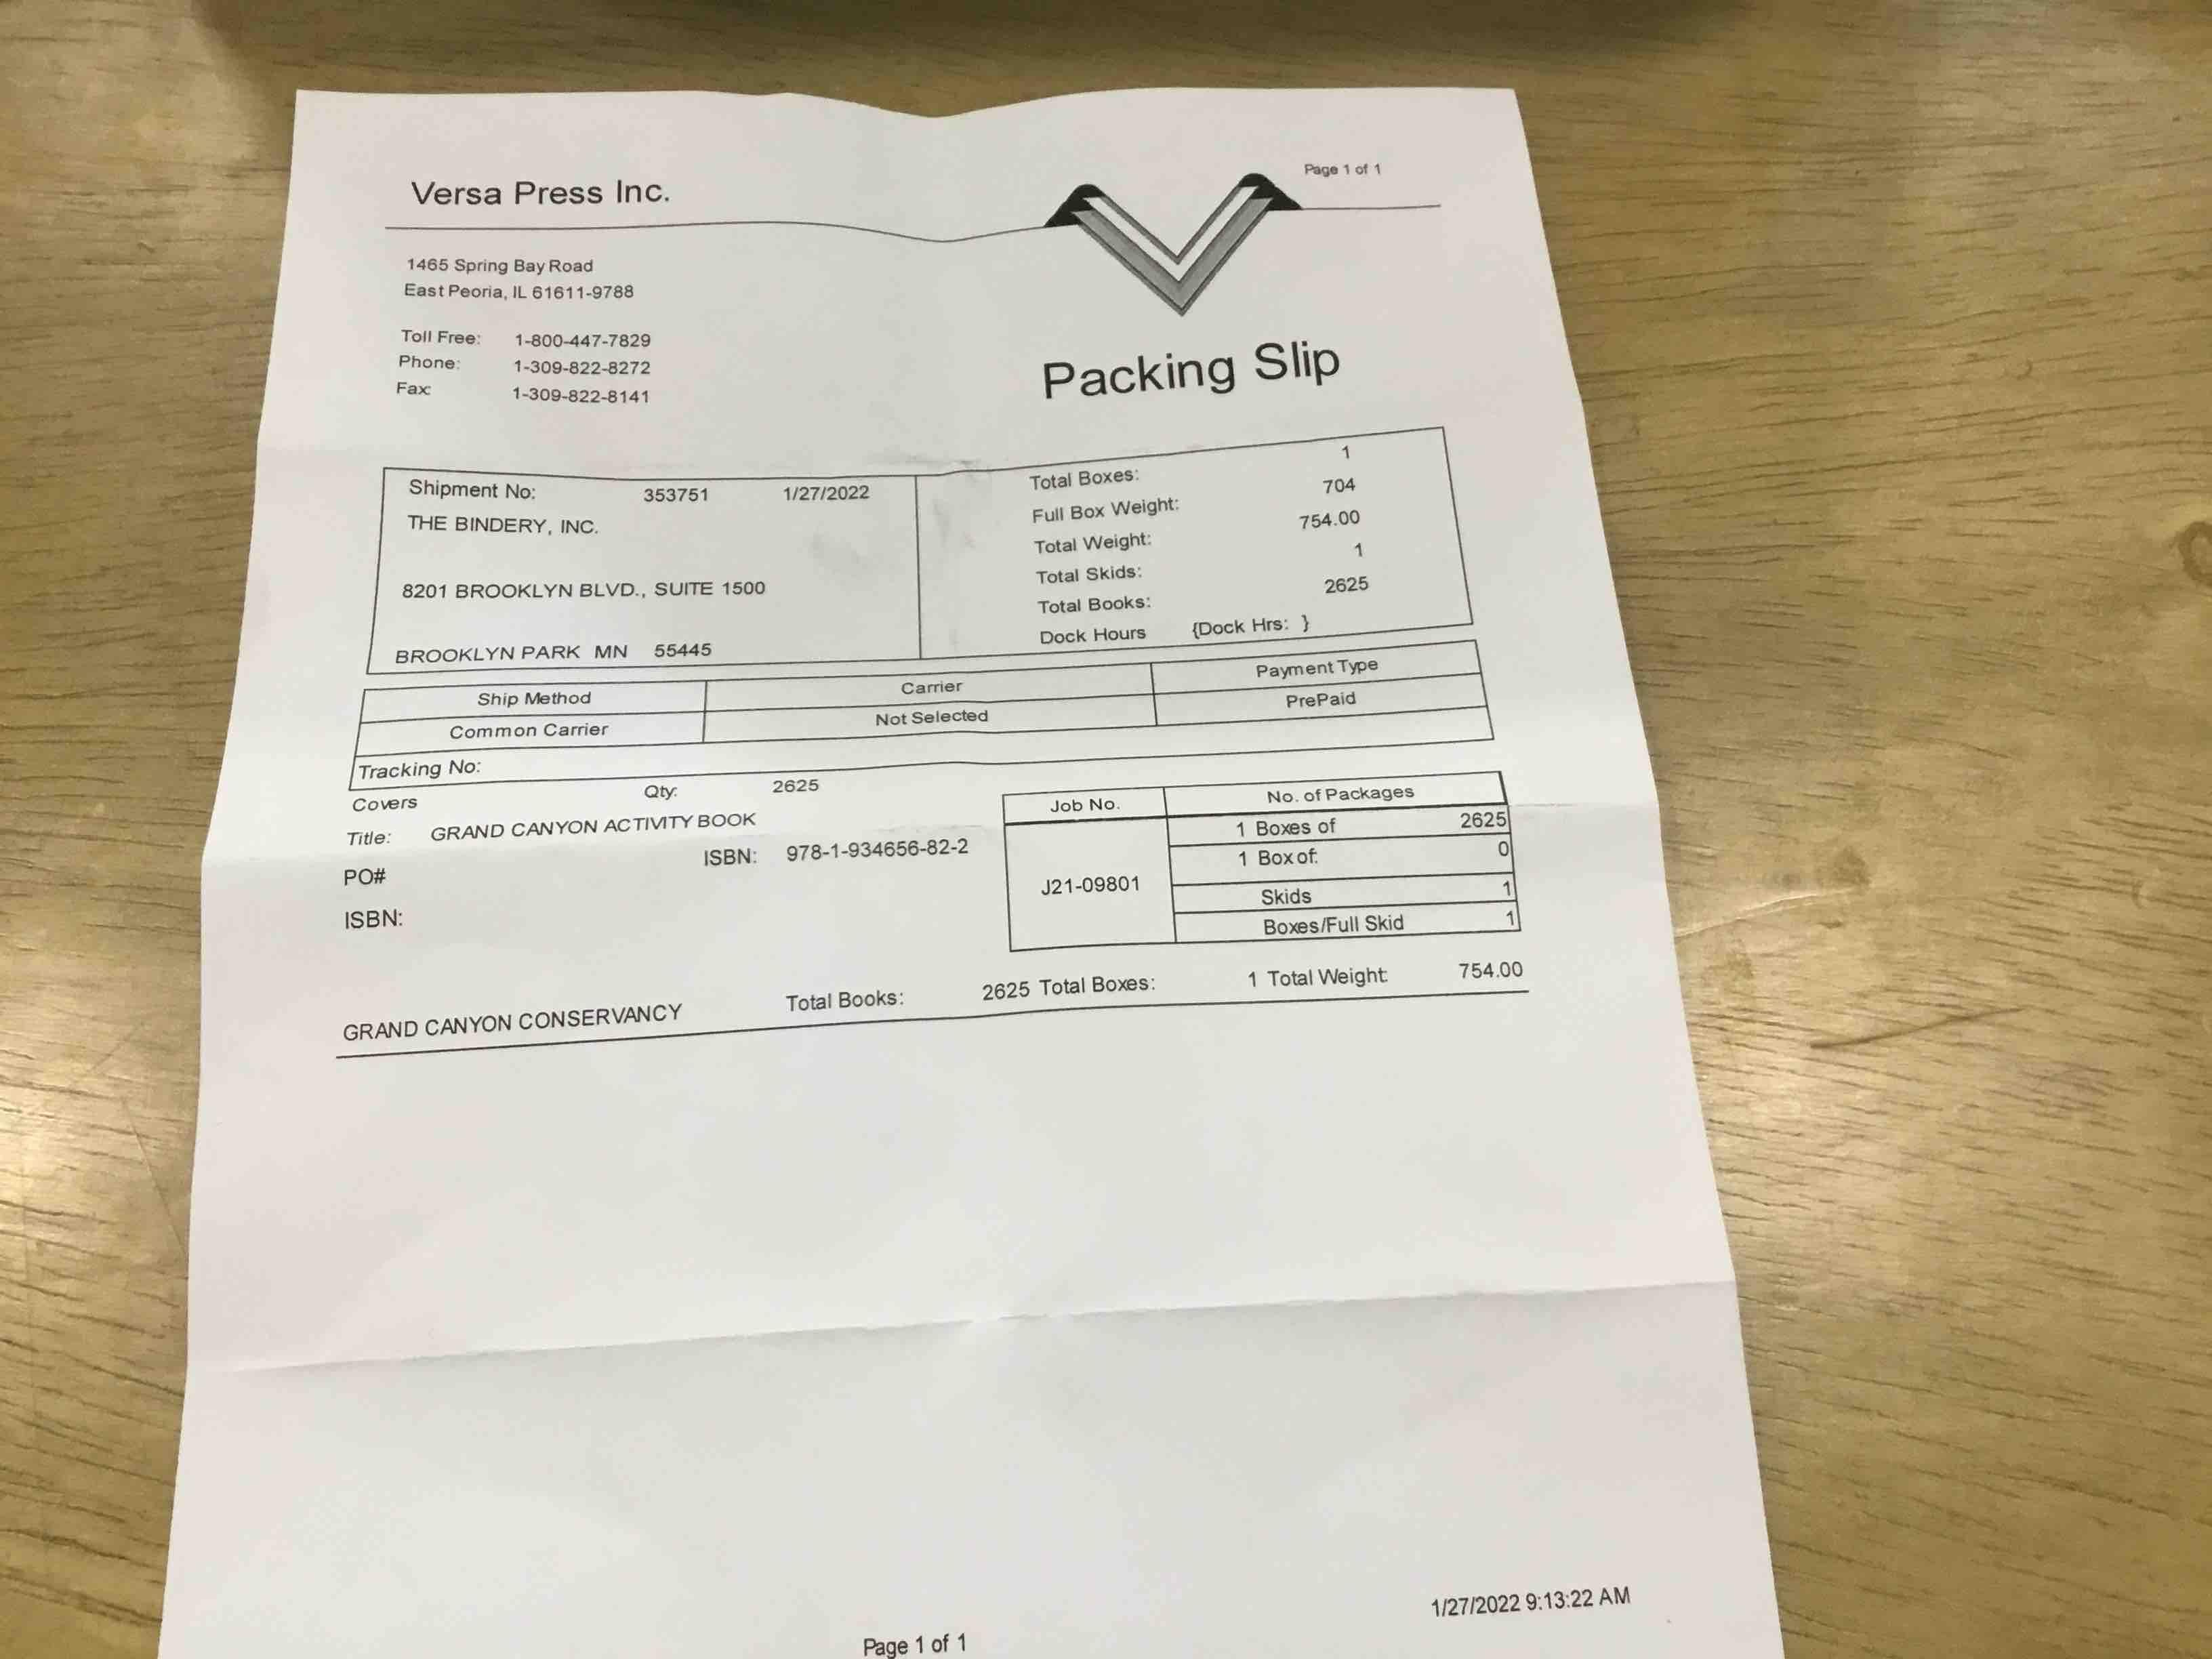 Page 1 of 1
Versa Press Inc.
1465 Spring Bay Road
East Peoria, IL 61611-9788
Toll Free: 1-800-447-7829
Phone: 1-309-822-8272
Fax: 1-309-822-8141
Packing Slip
Shipment No: 353751 1/27/2022
THE BINDERY, INC.
8201 BROOKLYN BLVD., SUITE 1500
BROOKLYN PARK MN 55445
Total Boxes: 1
Full Box Weight: 704
Total Weight: 754.00
Total Skids: 1
Total Books: 2625
Dock Hours {Dock Hrs: }
Ship Method Carrier Payment Type
Common Carrier Not Selected PrePaid
Tracking No:
Covers Qty: 2625
Title: GRAND CANYON ACTIVITY BOOK
PO# ISBN: 978-1-934656-82-2
ISBN:
Job No. No. of Packages
J21-09801
1 Boxes of 2625
1 Box of: 0
Skids 1
Boxes/Full Skid 1
GRAND CANYON CONSERVANCY Total Books: 2625 Total Boxes: 1 Total Weight: 754.00
1/27/2022 9:13:22 AM
Page 1 of 1